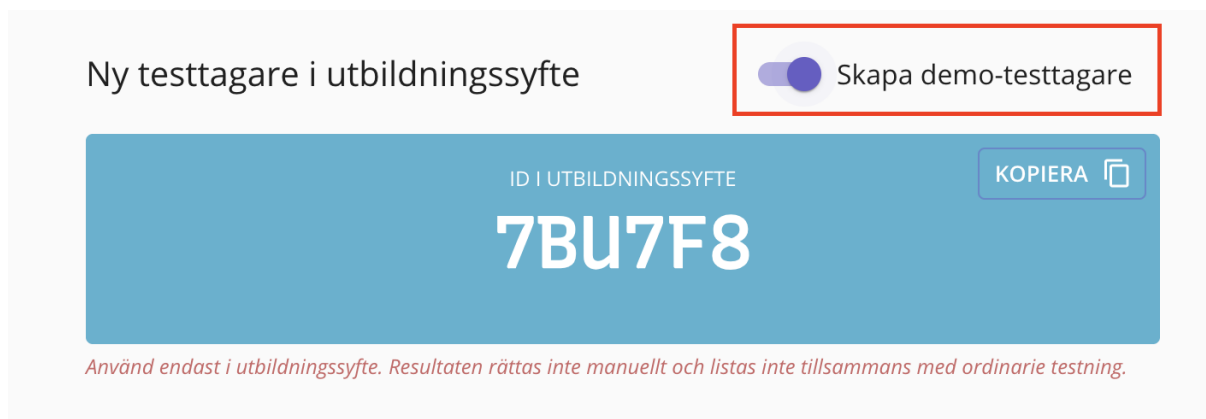 Ny testtagare i utbildningssyfte
Skapa demo-testtagare
ID I UTBILDNINGSSYFTE
KOPIERA
7BU7F8
Använd endast i utbildningssyfte. Resultaten rättas inte manuellt och listas inte tillsammans med ordinarie testning.